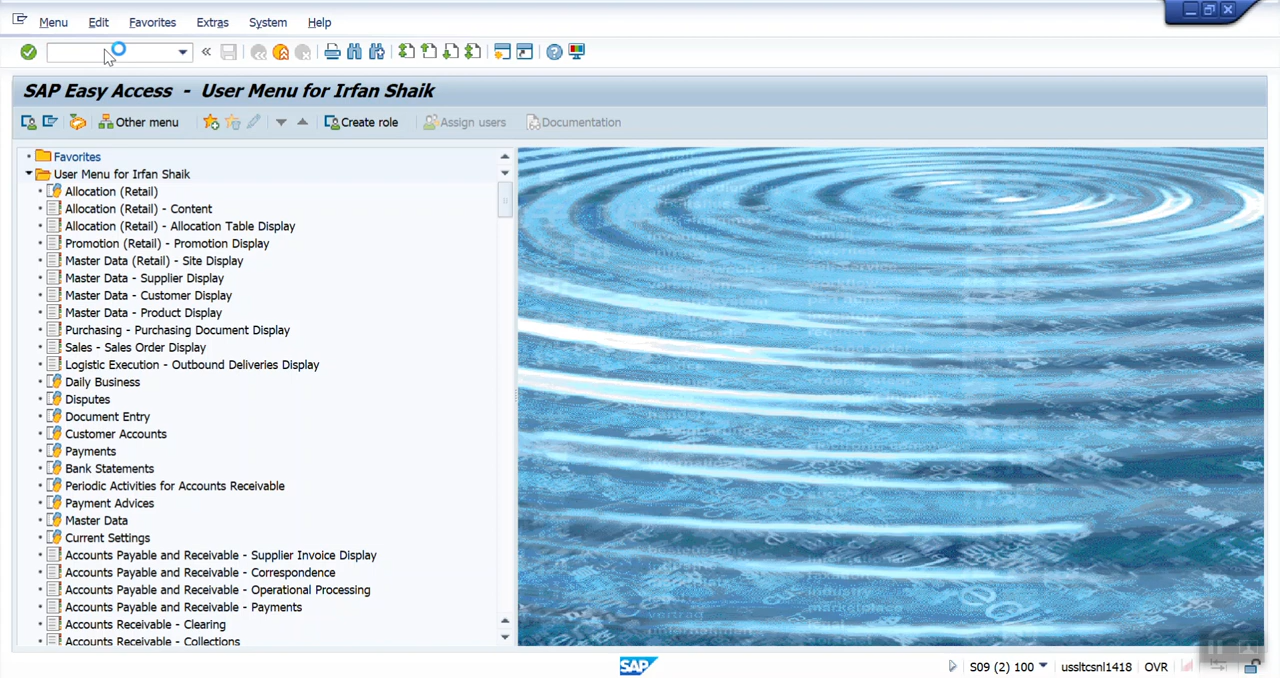 Menu Edit Favorites Extras System Help
SAP Easy Access - User Menu for Irfan Shaik
Other menu Create role Assign users Documentation
Favorites
User Menu for Irfan Shaik
Allocation (Retail)
Allocation (Retail) - Content
Allocation (Retail) - Allocation Table Display
Promotion (Retail) - Promotion Display
Master Data (Retail) - Site Display
Master Data - Supplier Display
Master Data - Customer Display
Master Data - Product Display
Purchasing - Purchasing Document Display
Sales - Sales Order Display
Logistic Execution - Outbound Deliveries Display
Daily Business
Disputes
Document Entry
Customer Accounts
Payments
Bank Statements
Periodic Activities for Accounts Receivable
Payment Advices
Master Data
Current Settings
Accounts Payable and Receivable - Supplier Invoice Display
Accounts Payable and Receivable - Correspondence
Accounts Payable and Receivable - Operational Processing
Accounts Payable and Receivable - Payments
Accounts Receivable - Clearing
Accounts Receivable - Collections
SAP
S09 (2) 100 ussltcsnl1418 OVR